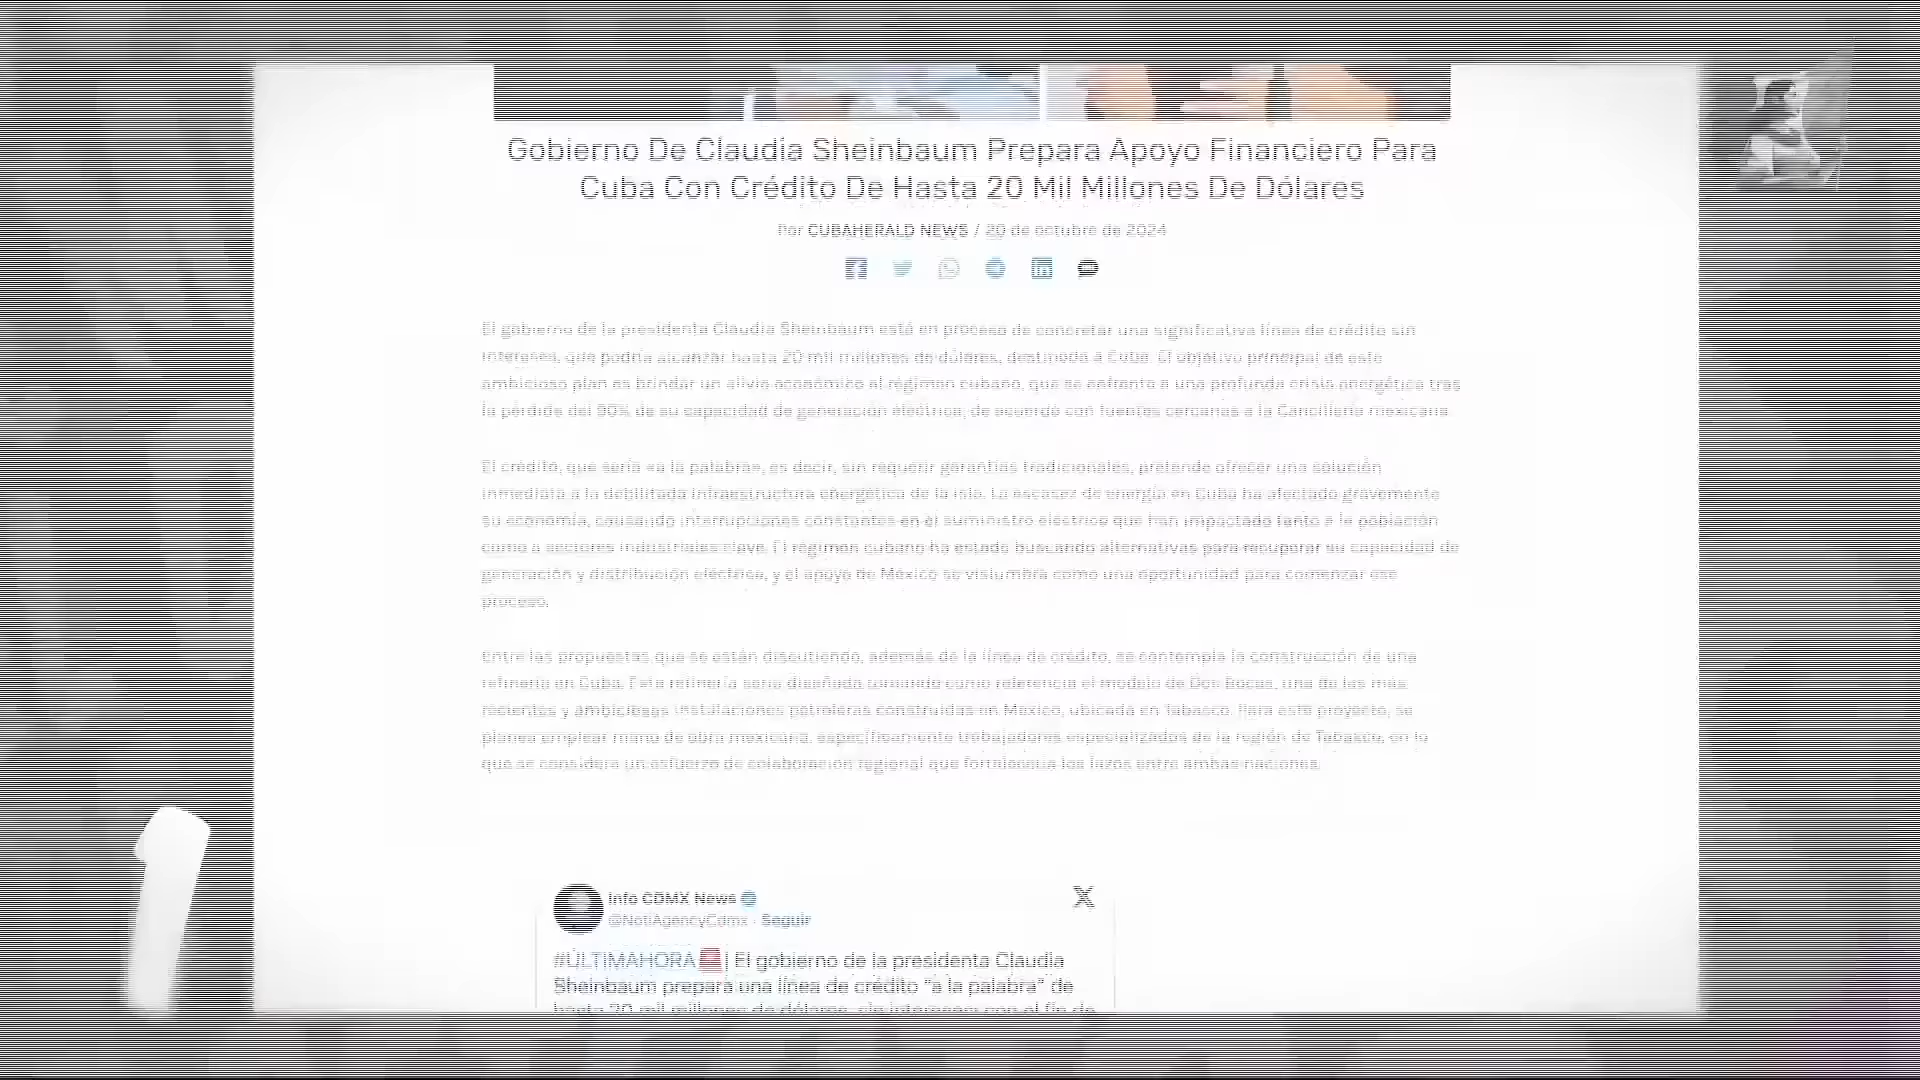 Gobierno De Claudia Sheinbaum Prepara Apoyo Financiero Para
Cuba Con Crédito De Hasta 20 Mil Millones De Dólares
Por CUBAHERALD NEWS / 20 de octubre de 2024
El gobierno de la presidenta Claudia Sheinbaum está en proceso de concretar una significativa línea de crédito sin
intereses, que podría alcanzar hasta 20 mil millones de dólares, destinada a Cuba. El objetivo principal de este
ambicioso plan es brindar un alivio económico al régimen cubano, que se enfrenta a una profunda crisis energética tras
la pérdida del 90% de su capacidad de generación eléctrica, de acuerdo con fuentes cercanas a la Cancillería mexicana.
El crédito, que sería «a la palabra», es decir, sin requerir garantías tradicionales, pretende ofrecer una solución
inmediata a la debilitada infraestructura energética de la isla. La escasez de energía en Cuba ha afectado gravemente
su economía, causando interrupciones constantes en el suministro eléctrico que han impactado tanto a la población
como a sectores industriales clave. El régimen cubano ha estado buscando alternativas para recuperar su capacidad de
generación y distribución eléctrica, y el apoyo de México se vislumbra como una oportunidad para comenzar ese
proceso.
Entre las propuestas que se están discutiendo, además de la línea de crédito, se contempla la construcción de una
refinería en Cuba. Esta refinería sería diseñada tomando como referencia el modelo de Dos Bocas, una de las más
recientes y ambiciosas instalaciones petroleras construidas en México, ubicada en Tabasco. Para este proyecto, se
planea emplear mano de obra mexicana, específicamente trabajadores especializados de la región de Tabasco, en lo
que se considera un esfuerzo de colaboración regional que fortalecería los lazos entre ambas naciones.
Info CDMX News
@NotiAgencyCdmx · Seguir
#ÚLTIMAHORA🚨| El gobierno de la presidenta Claudia
Sheinbaum prepara una línea de crédito "a la palabra" de
hasta 20 mil millones de dólares, sin intereses; con el fin de
1